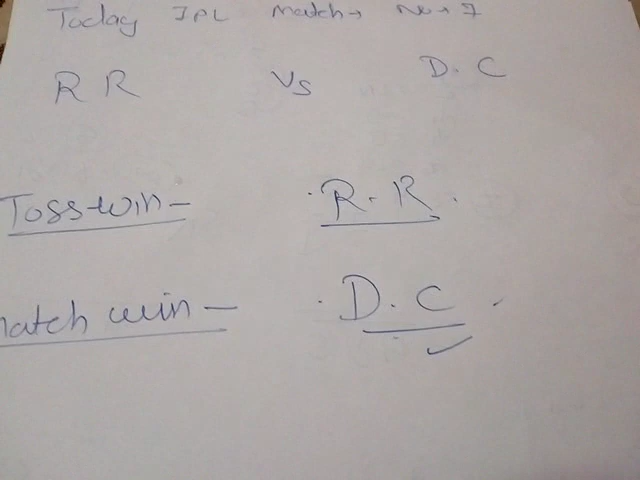 Today IPL Match → No → 7
R R Vs D. C
Toss win - . R. R .
match win - . D. C .